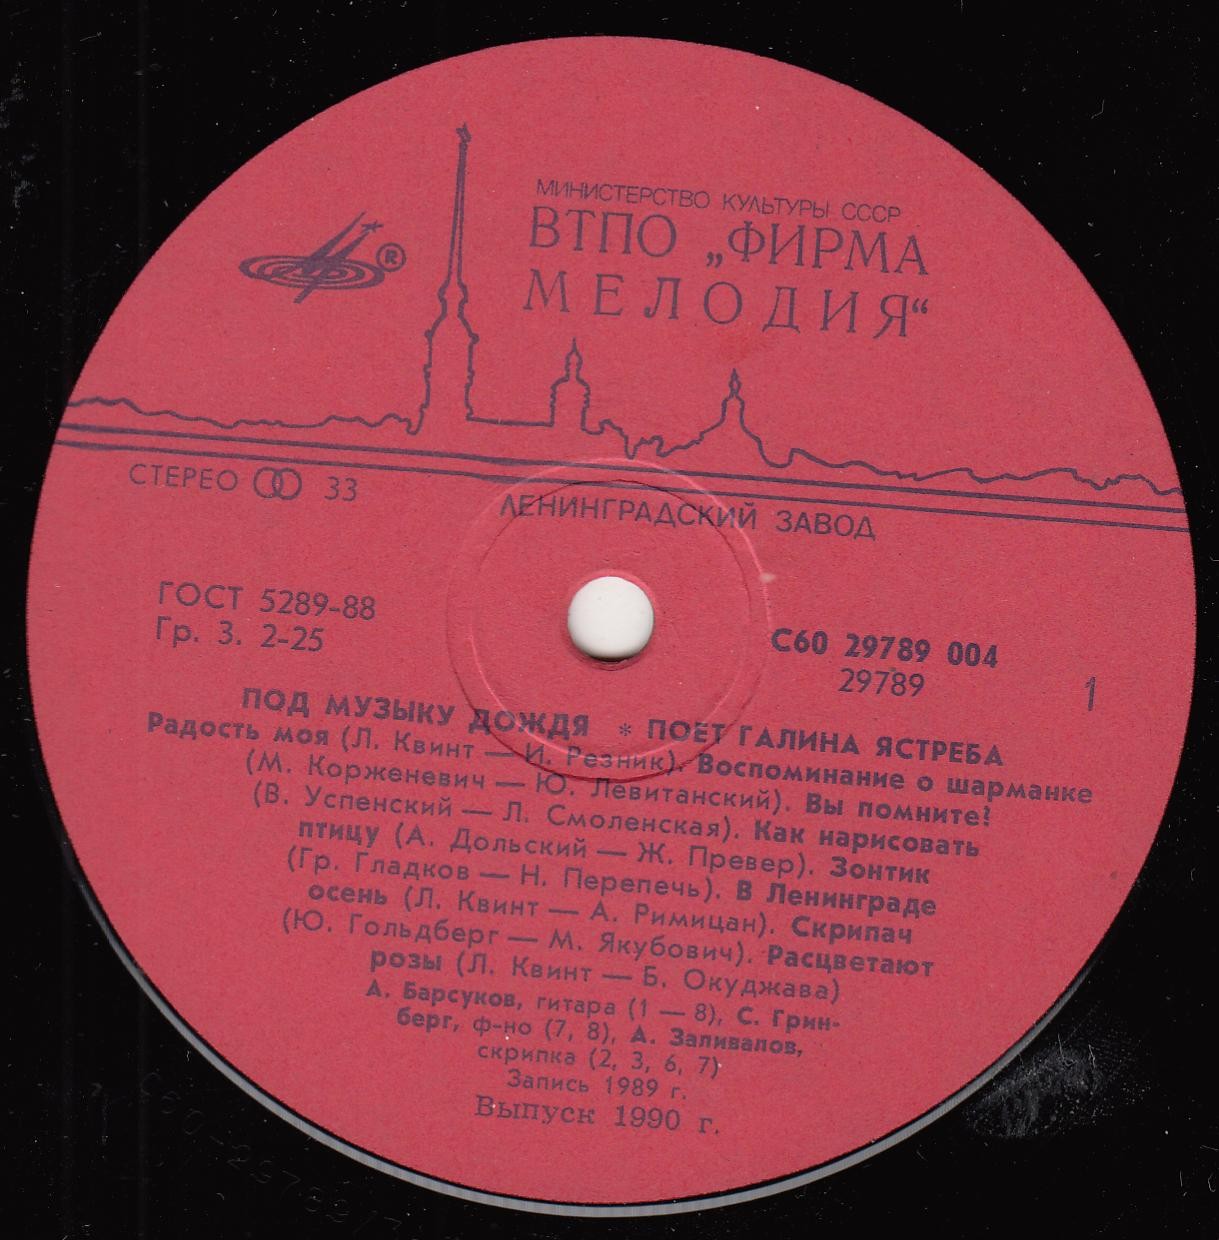 МИНИСТЕРСТВО КУЛЬТУРЫ СССР
ВТПО „ФИРМА
МЕЛОДИЯ“
®
СТЕРЕО 33
ЛЕНИНГРАДСКИЙ ЗАВОД
ГОСТ 5289-88
Гр. 3. 2-25
С60 29789 004
29789
1
ПОД МУЗЫКУ ДОЖДЯ * ПОЕТ ГАЛИНА ЯСТРЕБА
Радость моя (Л. Квинт — И. Резник). Воспоминание о шарманке
(М. Корженевич — Ю. Левитанский). Вы помните?
(В. Успенский — Л. Смоленская). Как нарисовать
птицу (А. Дольский — Ж. Превер). Зонтик
(Гр. Гладков — Н. Перепечь). В Ленинграде
осень (Л. Квинт — А. Римицан). Скрипач
(Ю. Гольдберг — М. Якубович). Расцветают
розы (Л. Квинт — Б. Окуджава)
А. Барсуков, гитара (1 — 8), С. Грин-
берг, ф-но (7, 8), А. Заливалов,
скрипка (2, 3, 6, 7)
Запись 1989 г.
Выпуск 1990 г.